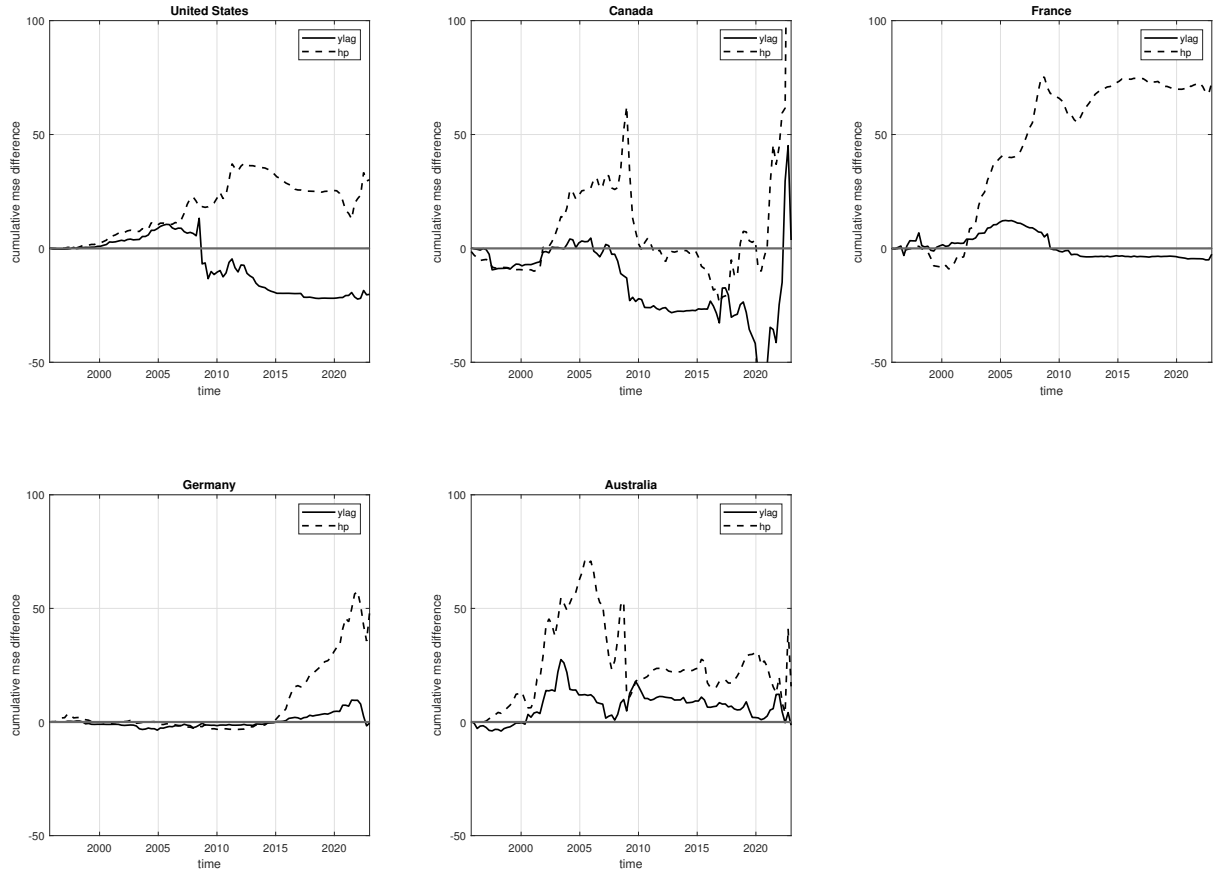 United States
100
50
0
-50
cumulative mse difference
ylag
hp
2000 2005 2010 2015 2020
time
Canada
100
50
0
-50
cumulative mse difference
ylag
hp
2000 2005 2010 2015 2020
time
France
100
50
0
-50
cumulative mse difference
ylag
hp
2000 2005 2010 2015 2020
time
Germany
100
50
0
-50
cumulative mse difference
ylag
hp
2000 2005 2010 2015 2020
time
Australia
100
50
0
-50
cumulative mse difference
ylag
hp
2000 2005 2010 2015 2020
time